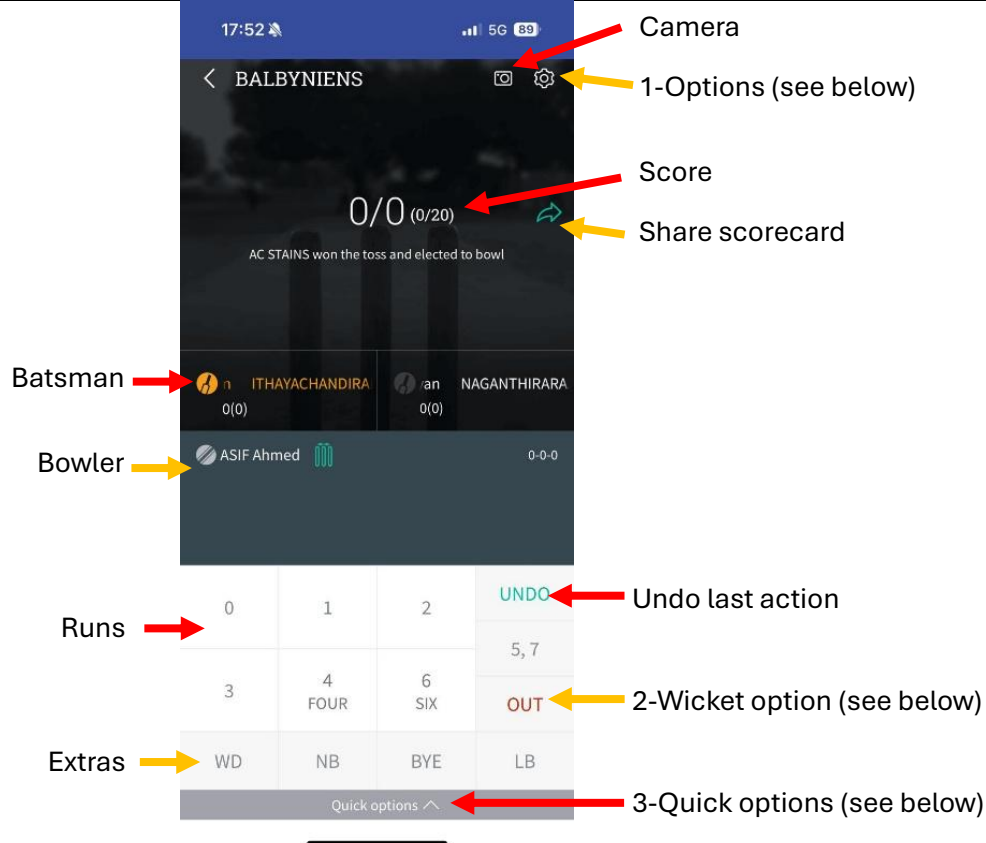 17:52
5G 89
Camera
BALBYNIENS
1-Options (see below)
Score
0/0 (0/20)
Share scorecard
AC STAINS won the toss and elected to bowl
Batsman
n ITHAYACHANDIRA
van NAGANTHIRARA
0(0)
0(0)
Bowler
ASIF Ahmed
0-0-0
0
1
2
UNDO
Undo last action
Runs
5, 7
3
4
FOUR
6
SIX
OUT
2-Wicket option (see below)
Extras
WD
NB
BYE
LB
Quick options
3-Quick options (see below)